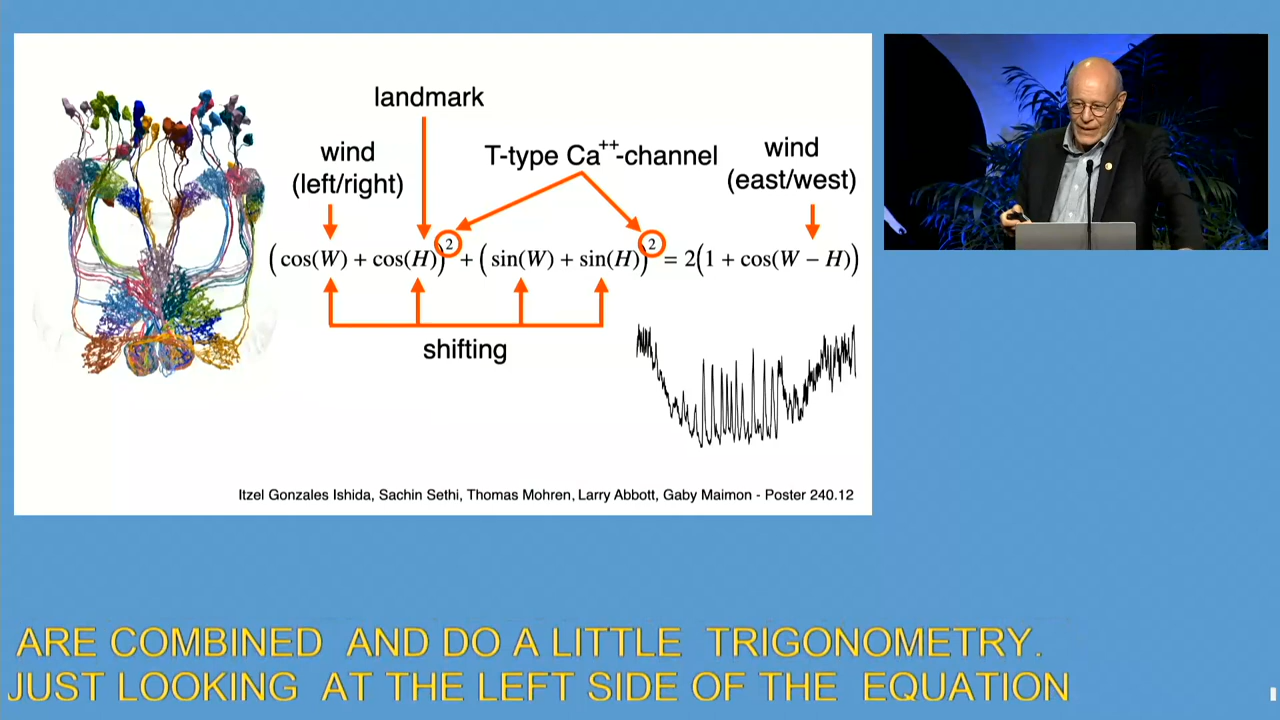 landmark
wind
(left/right)
T-type Ca++-channel
wind
(east/west)
(cos(W) + cos(H))² + (sin(W) + sin(H))² = 2(1 + cos(W − H))
shifting
Itzel Gonzales Ishida, Sachin Sethi, Thomas Mohren, Larry Abbott, Gaby Maimon - Poster 240.12
ARE COMBINED AND DO A LITTLE TRIGONOMETRY.
JUST LOOKING AT THE LEFT SIDE OF THE EQUATION